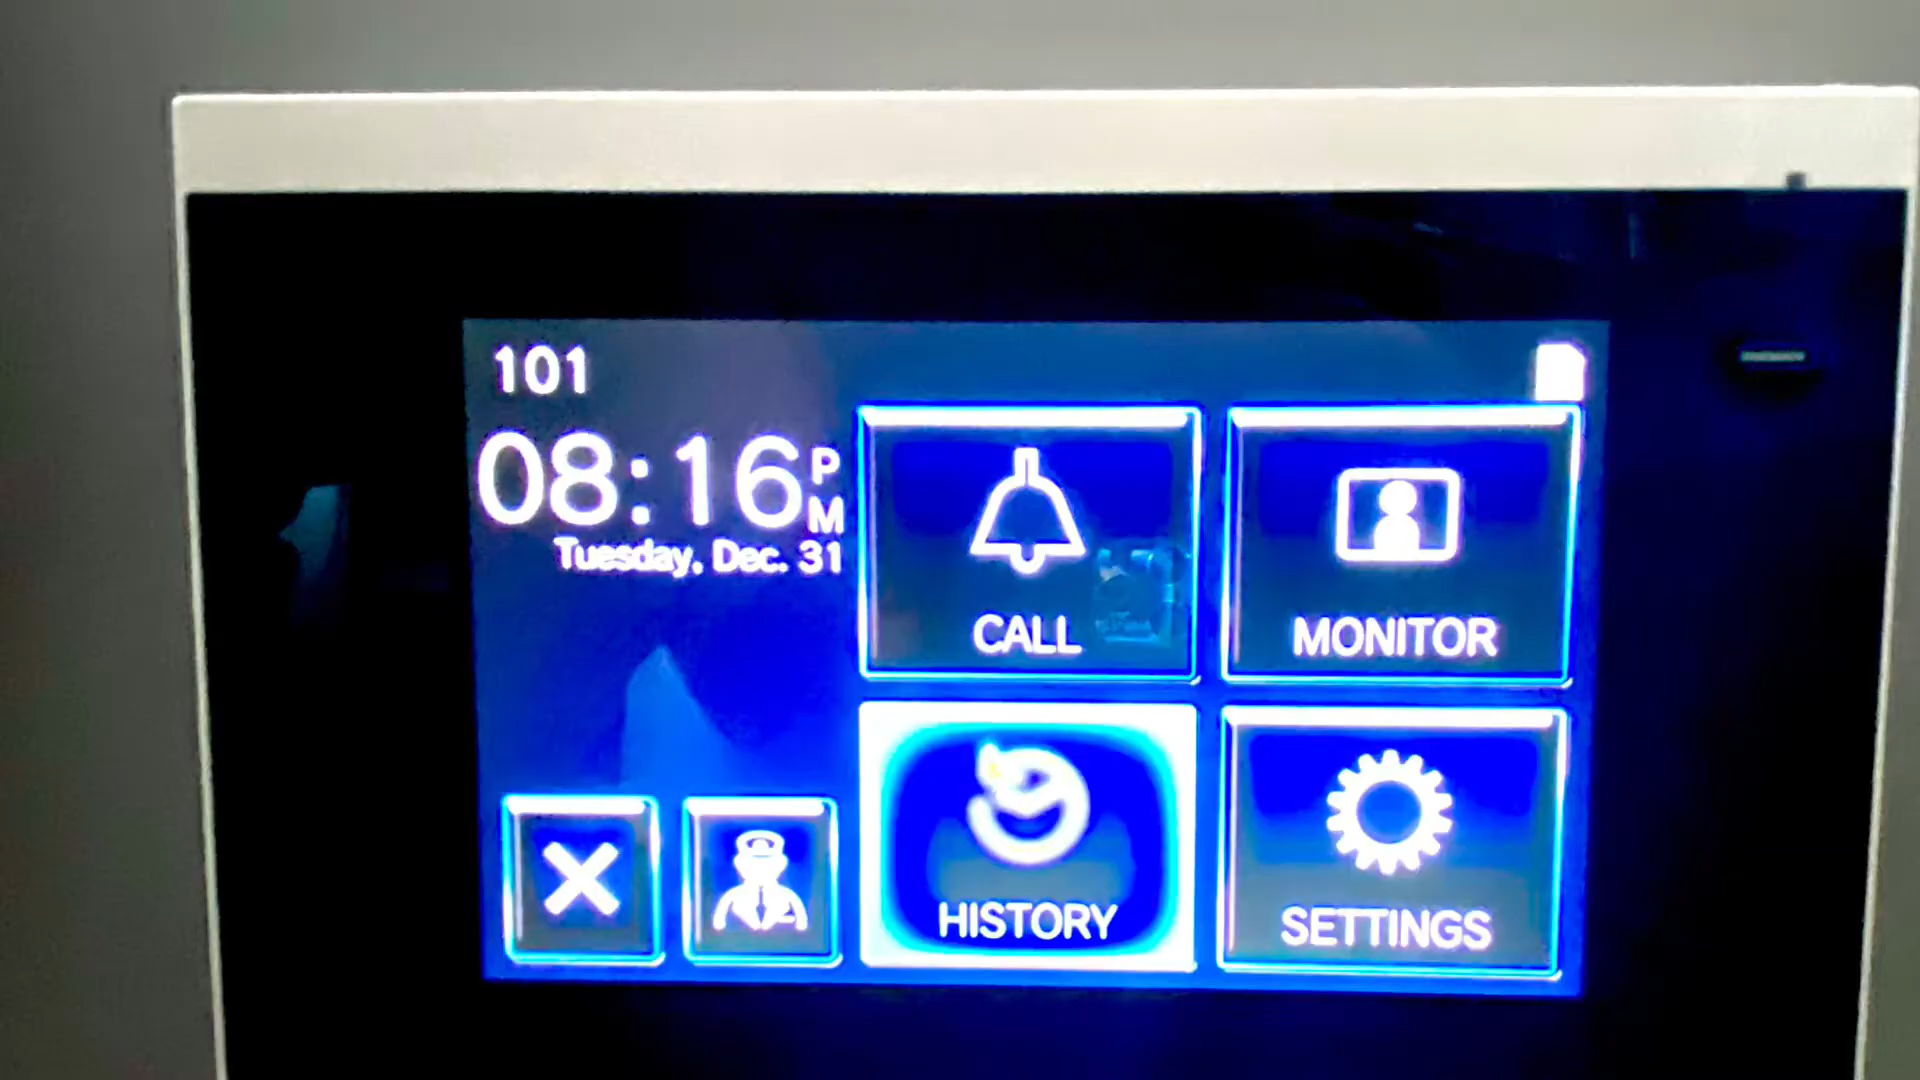 101
08:16 PM
Tuesday, Dec. 31
CALL
MONITOR
HISTORY
SETTINGS